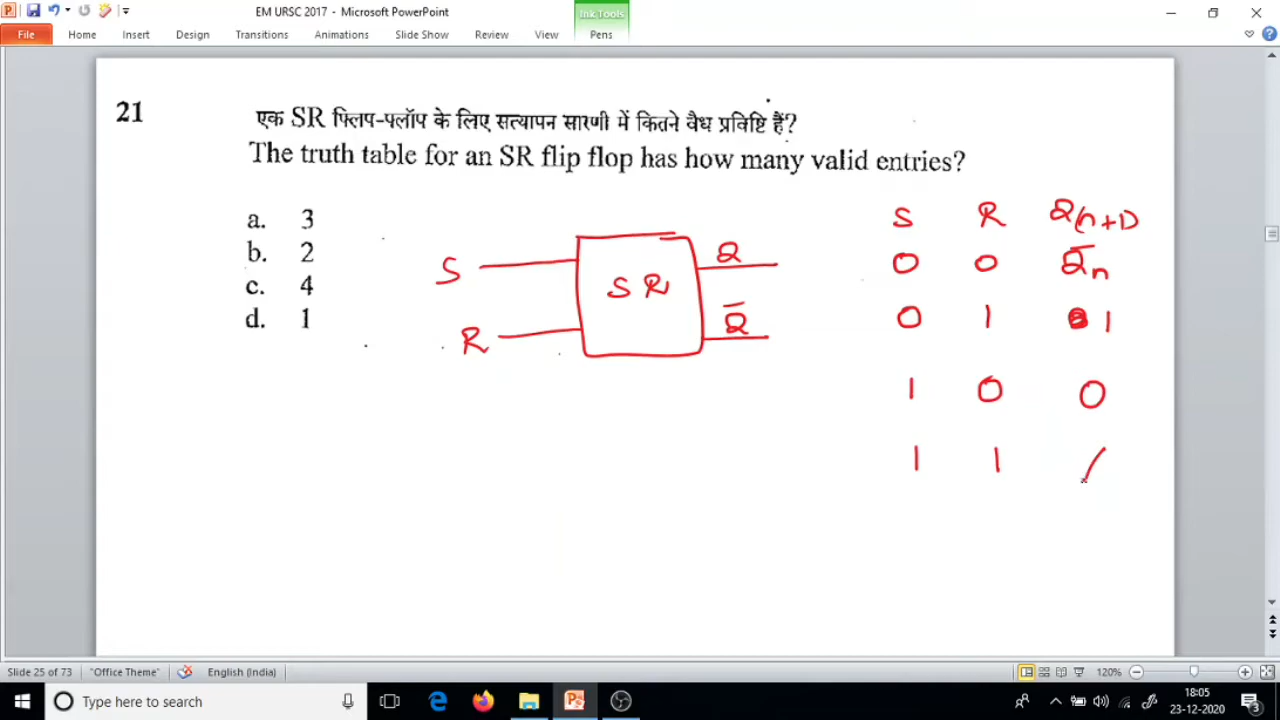 EM URSC 2017 - Microsoft PowerPoint
Ink Tools
File Home Insert Design Transitions Animations Slide Show Review View Pens
21
एक SR फ्लिप-फ्लॉप के लिए सत्यापन सारणी में कितने वैध प्रविष्टि हैं?
The truth table for an SR flip flop has how many valid entries?
a. 3
b. 2
c. 4
d. 1
S
R
S R
Q
Q̅
S R Q(n+1)
0 0 Q̅n
0 1 1
1 0 0
1 1
Slide 25 of 73 "Office Theme" English (India) 120%
Type here to search
18:05
23-12-2020
3